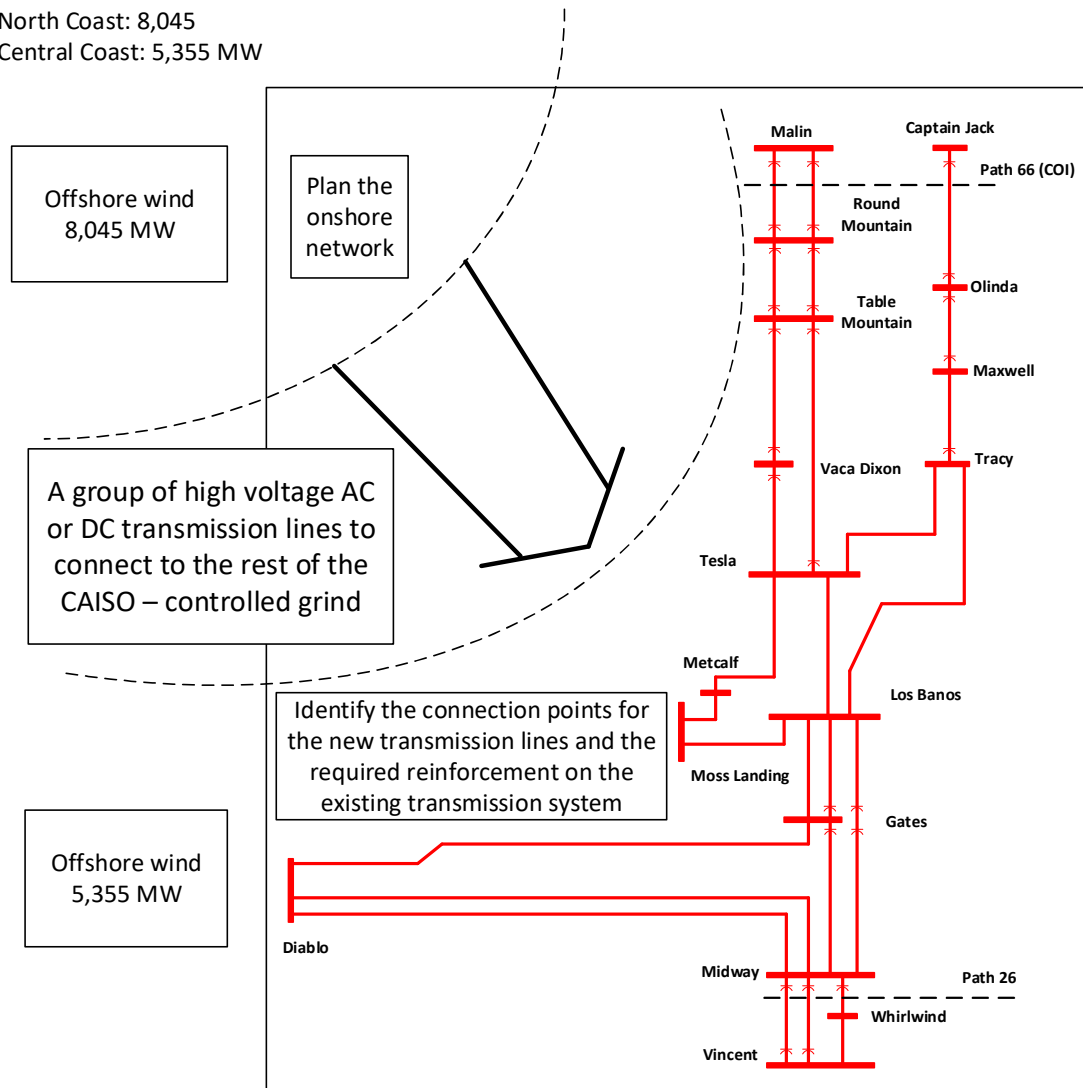 North Coast: 8,045
Central Coast: 5,355 MW
Offshore wind
8,045 MW
Plan the
onshore
network
Malin
Captain Jack
Path 66 (COI)
Round
Mountain
Olinda
Table
Mountain
Maxwell
Vaca Dixon
Tracy
A group of high voltage AC
or DC transmission lines to
connect to the rest of the
CAISO – controlled grind
Tesla
Metcalf
Los Banos
Identify the connection points for
the new transmission lines and the
required reinforcement on the
existing transmission system
Moss Landing
Gates
Offshore wind
5,355 MW
Diablo
Midway
Path 26
Whirlwind
Vincent